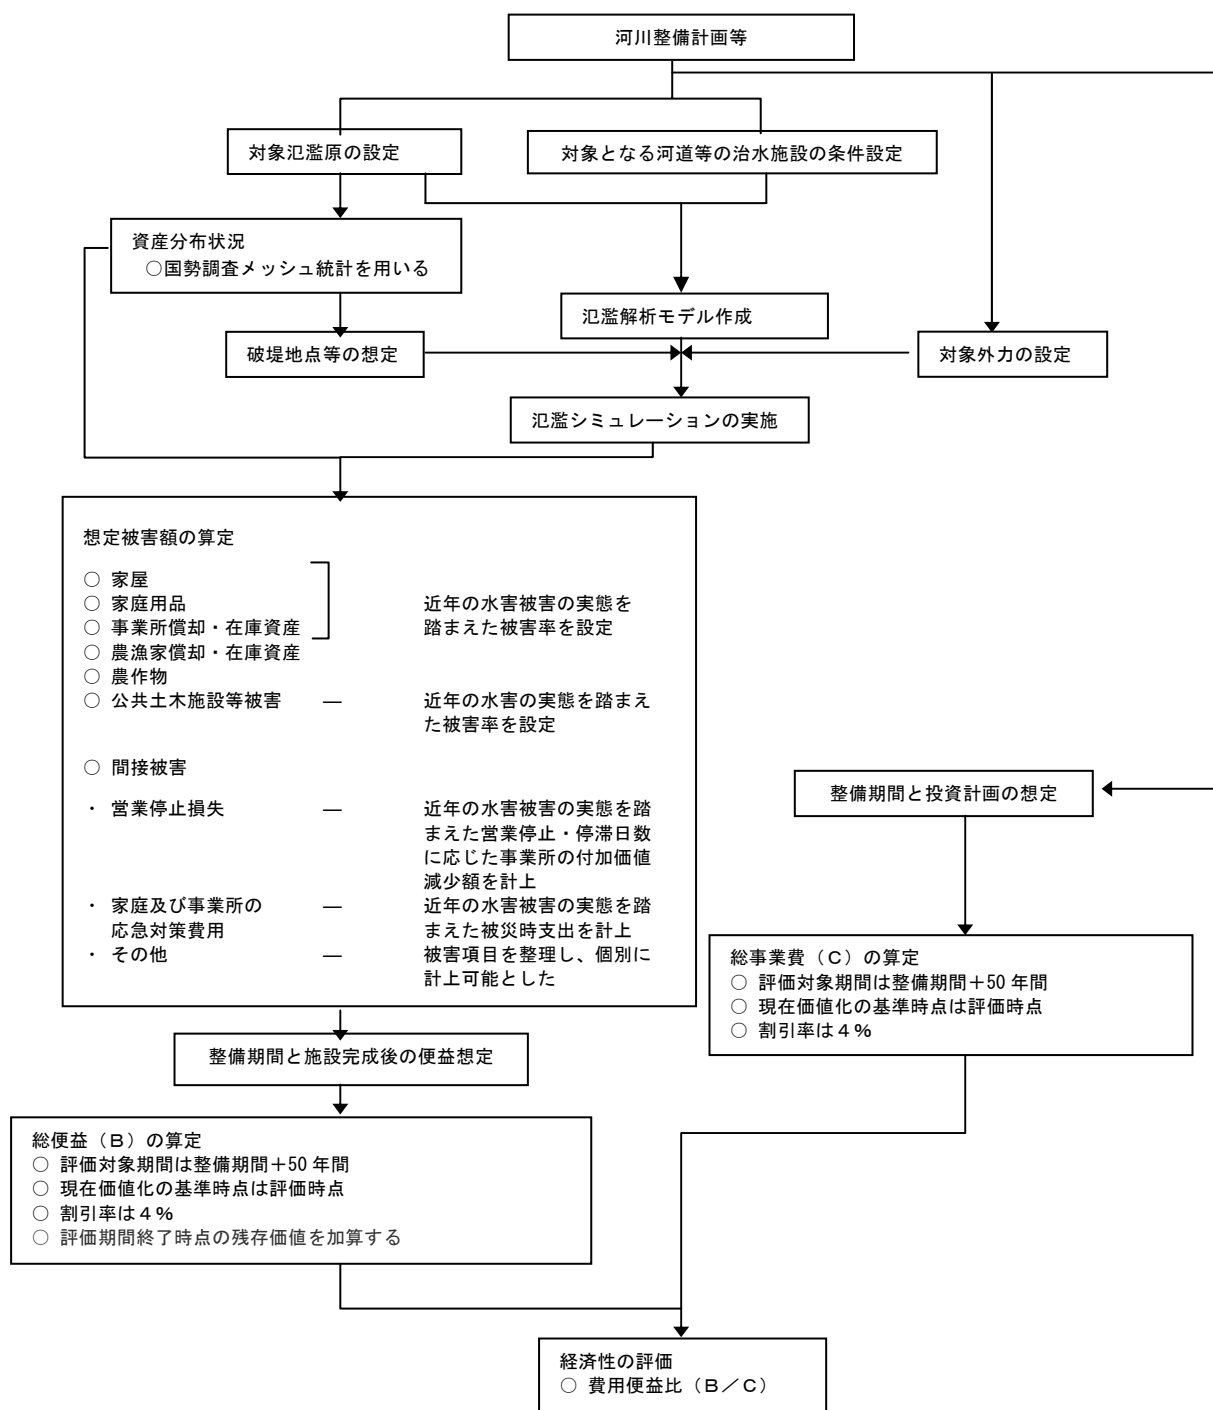 河川整備計画等
対象氾濫原の設定
対象となる河道等の治水施設の条件設定
資産分布状況
○国勢調査メッシュ統計を用いる
氾濫解析モデル作成
破堤地点等の想定
対象外力の設定
氾濫シミュレーションの実施
想定被害額の算定
○ 家屋
○ 家庭用品
○ 事業所償却・在庫資産
近年の水害被害の実態を
踏まえた被害率を設定
○ 農漁家償却・在庫資産
○ 農作物
○ 公共土木施設等被害 ― 近年の水害の実態を踏まえ
た被害率を設定
○ 間接被害
・ 営業停止損失 ― 近年の水害被害の実態を踏
まえた営業停止・停滞日数
に応じた事業所の付加価値
減少額を計上
・ 家庭及び事業所の ― 近年の水害被害の実態を踏
応急対策費用 まえた被災時支出を計上
・ その他 ― 被害項目を整理し、個別に
計上可能とした
整備期間と投資計画の想定
総事業費（Ｃ）の算定
○ 評価対象期間は整備期間＋50年間
○ 現在価値化の基準時点は評価時点
○ 割引率は４％
整備期間と施設完成後の便益想定
総便益（Ｂ）の算定
○ 評価対象期間は整備期間＋50年間
○ 現在価値化の基準時点は評価時点
○ 割引率は４％
○ 評価期間終了時点の残存価値を加算する
経済性の評価
○ 費用便益比（Ｂ／Ｃ）